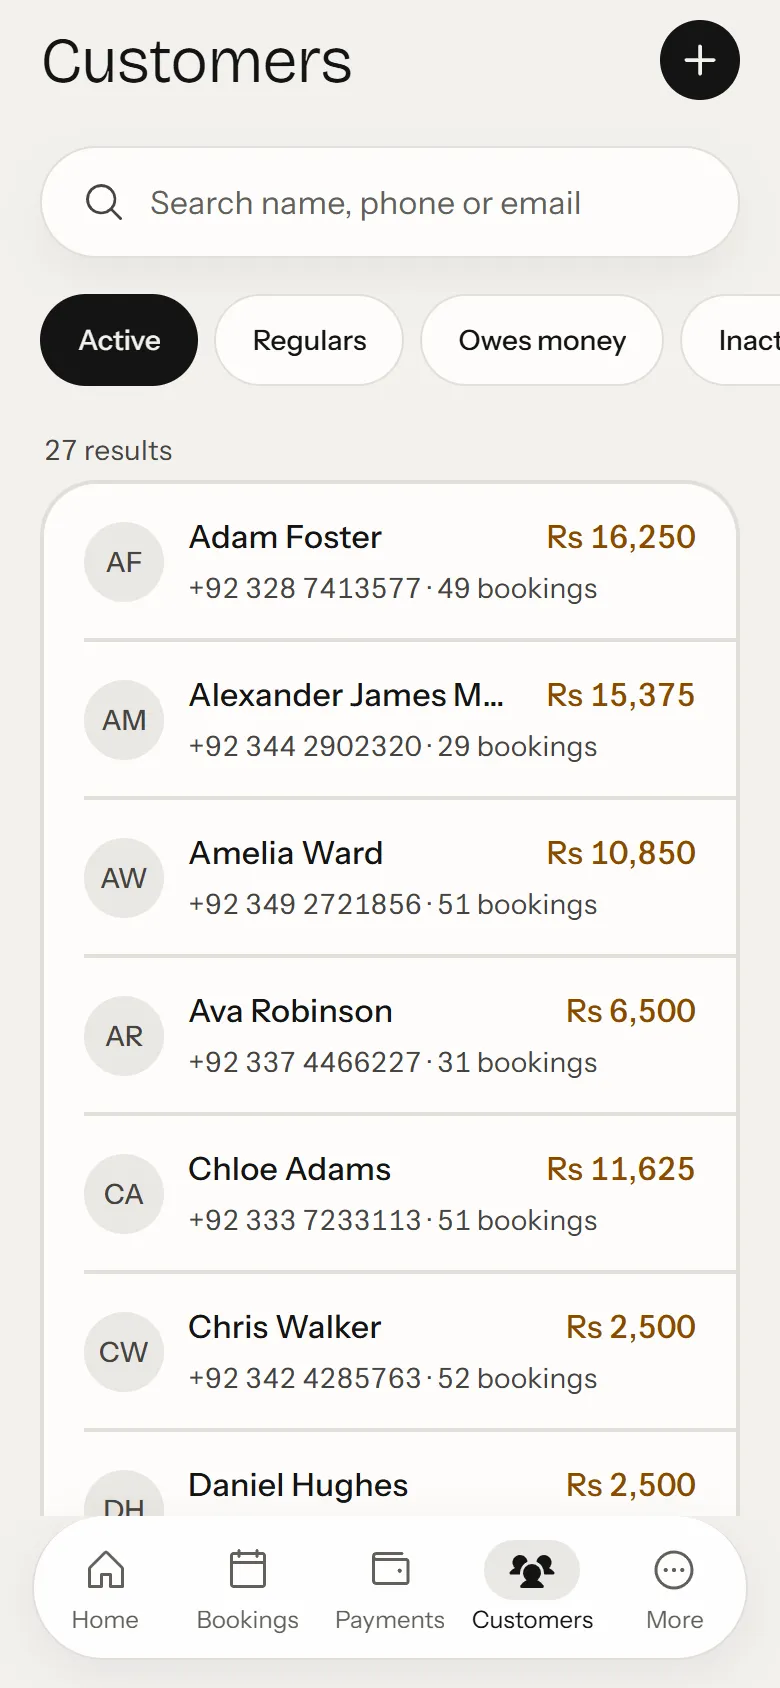 Customers
Search name, phone or email
Active Regulars Owes money Inact
27 results
AF Adam Foster Rs 16,250
+92 328 7413577 · 49 bookings
AM Alexander James M... Rs 15,375
+92 344 2902320 · 29 bookings
AW Amelia Ward Rs 10,850
+92 349 2721856 · 51 bookings
AR Ava Robinson Rs 6,500
+92 337 4466227 · 31 bookings
CA Chloe Adams Rs 11,625
+92 333 7233113 · 51 bookings
CW Chris Walker Rs 2,500
+92 342 4285763 · 52 bookings
DH Daniel Hughes Rs 2,500
Home Bookings Payments Customers More